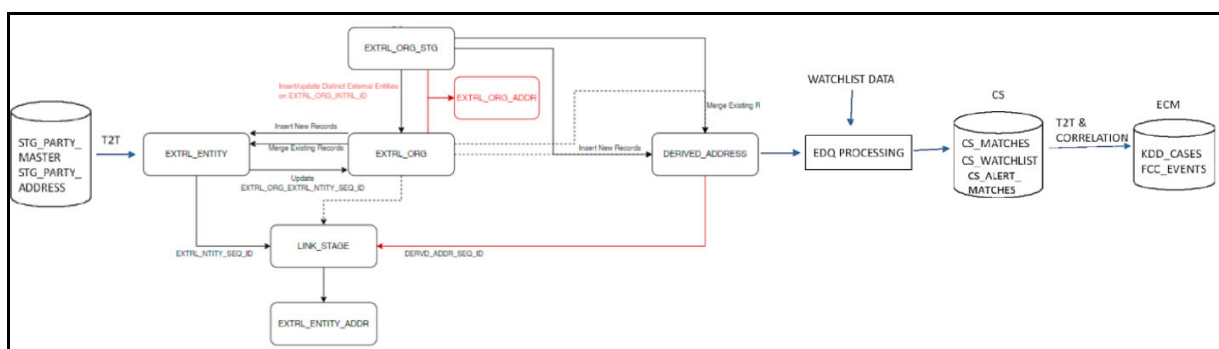 EXTRL_ORG_STG
Insert/update Distinct External Entities
on EXTRL_ORG_INTRL_ID
EXTRL_ORG_ADDR
WATCHLIST DATA
CS
ECM
Merge Existing R
STG_PARTY_
MASTER
STG_PARTY_
ADDRESS
T2T
EXTRL_ENTITY
Insert New Records
Merge Existing Records
Update
EXTRL_ORG_EXTRL_NTITY_SEQ_ID
EXTRL_ORG
Insert New Records
DERIVED_ADDRESS
EDQ PROCESSING
CS_MATCHES
CS_WATCHLIST
CS_ALERT_
MATCHES
T2T &
CORRELATION
KDD_CASES
FCC_EVENTS
EXTRL_NTITY_SEQ_ID
LINK_STAGE
DERVD_ADDR_SEQ_ID
EXTRL_ENTITY_ADDR